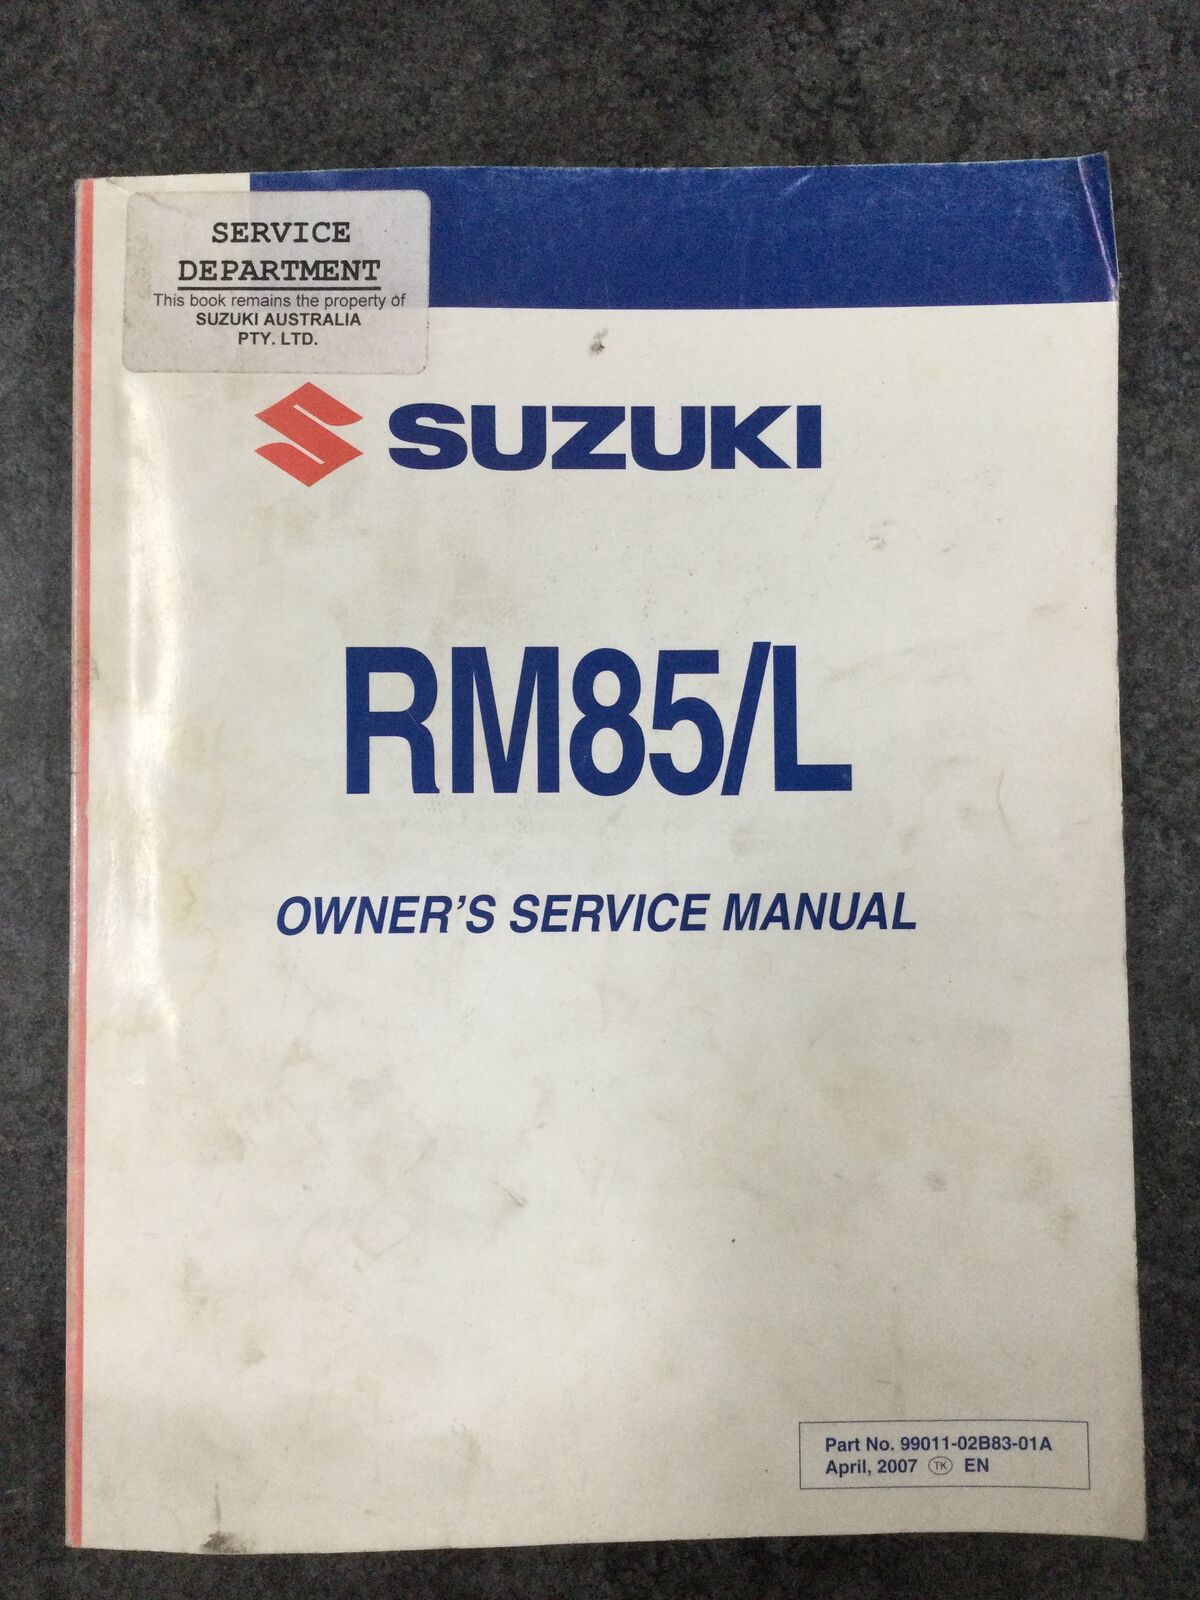 SERVICE
DEPARTMENT
This book remains the property of
SUZUKI AUSTRALIA
PTY. LTD.
SUZUKI
RM85/L
OWNER'S SERVICE MANUAL
Part No. 99011-02B83-01A
April, 2007 TK EN